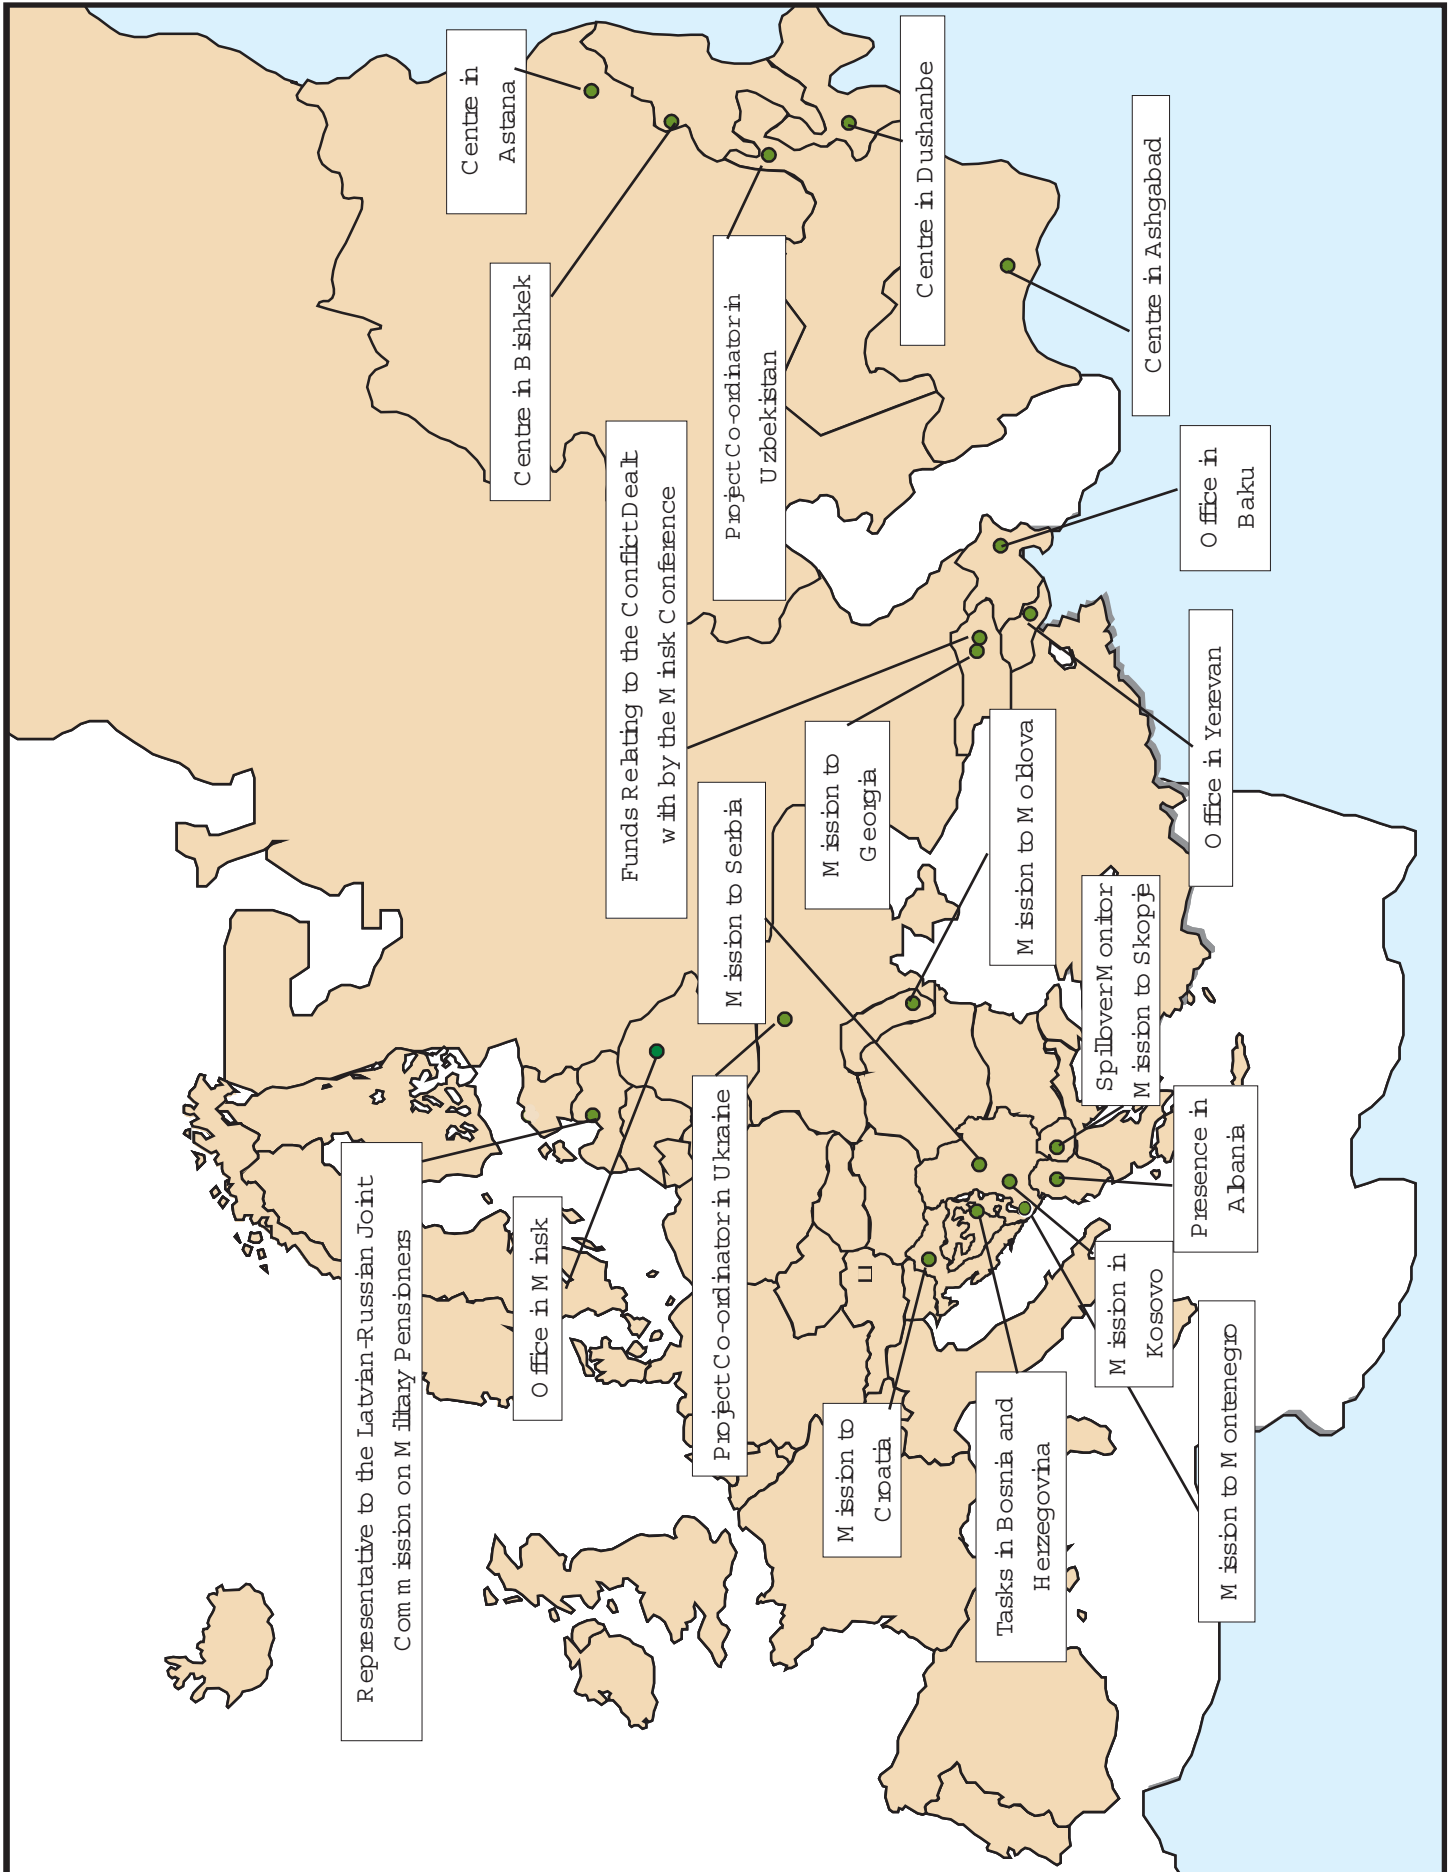 Representative to the Latvian-Russian Joint
Commission on Military Pensioners
Office in Minsk
Centre in
Astana
Centre in Bishkek
Funds Relating to the Conflict Dealt
with by the Minsk Conference
Project Co-ordinator in
Uzbekistan
Mission to Serbia
Project Co-ordinator in Ukraine
Mission to
Georgia
Mission to
Croatia
Centre in Dushanbe
Mission to Moldova
Tasks in Bosnia and
Herzegovina
Spillover Monitor
Mission to Skopje
Mission in
Kosovo
Centre in Ashgabad
Office in
Baku
Presence in
Albania
Office in Yerevan
Mission to Montenegro